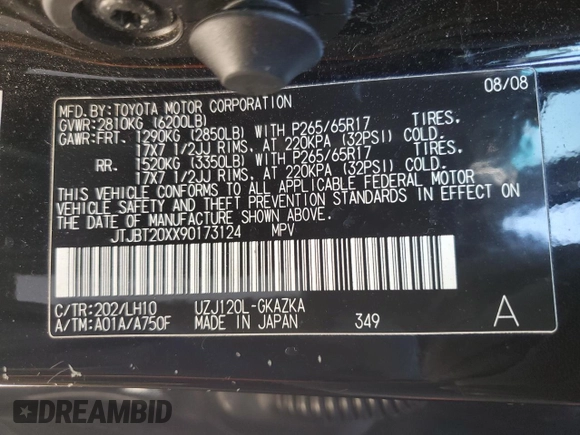 08/08
MFD.BY:TOYOTA MOTOR CORPORATION
GVWR:2810KG (6200LB)
GAWR:FRT. 1290KG (2850LB) WITH P265/65R17 TIRES.
17X7 1/2JJ RIMS, AT 220KPA (32PSI) COLD
RR. 1520KG (3350LB) WITH P265/65R17 TIRES.
17X7 1/2JJ RIMS, AT 220KPA (32PSI) COLD
THIS VEHICLE CONFORMS TO ALL APPLICABLE FEDERAL MOTOR
VEHICLE SAFETY AND THEFT PREVENTION STANDARDS IN EFFECT ON
THE DATE OF MANUFACTURE SHOWN ABOVE.
JTJBT20XX90173124 MPV
C/TR:202/LH10 UZJ120L-GKAZKA
A/TM:A01A/A750F MADE IN JAPAN 349 A
DREAMBID